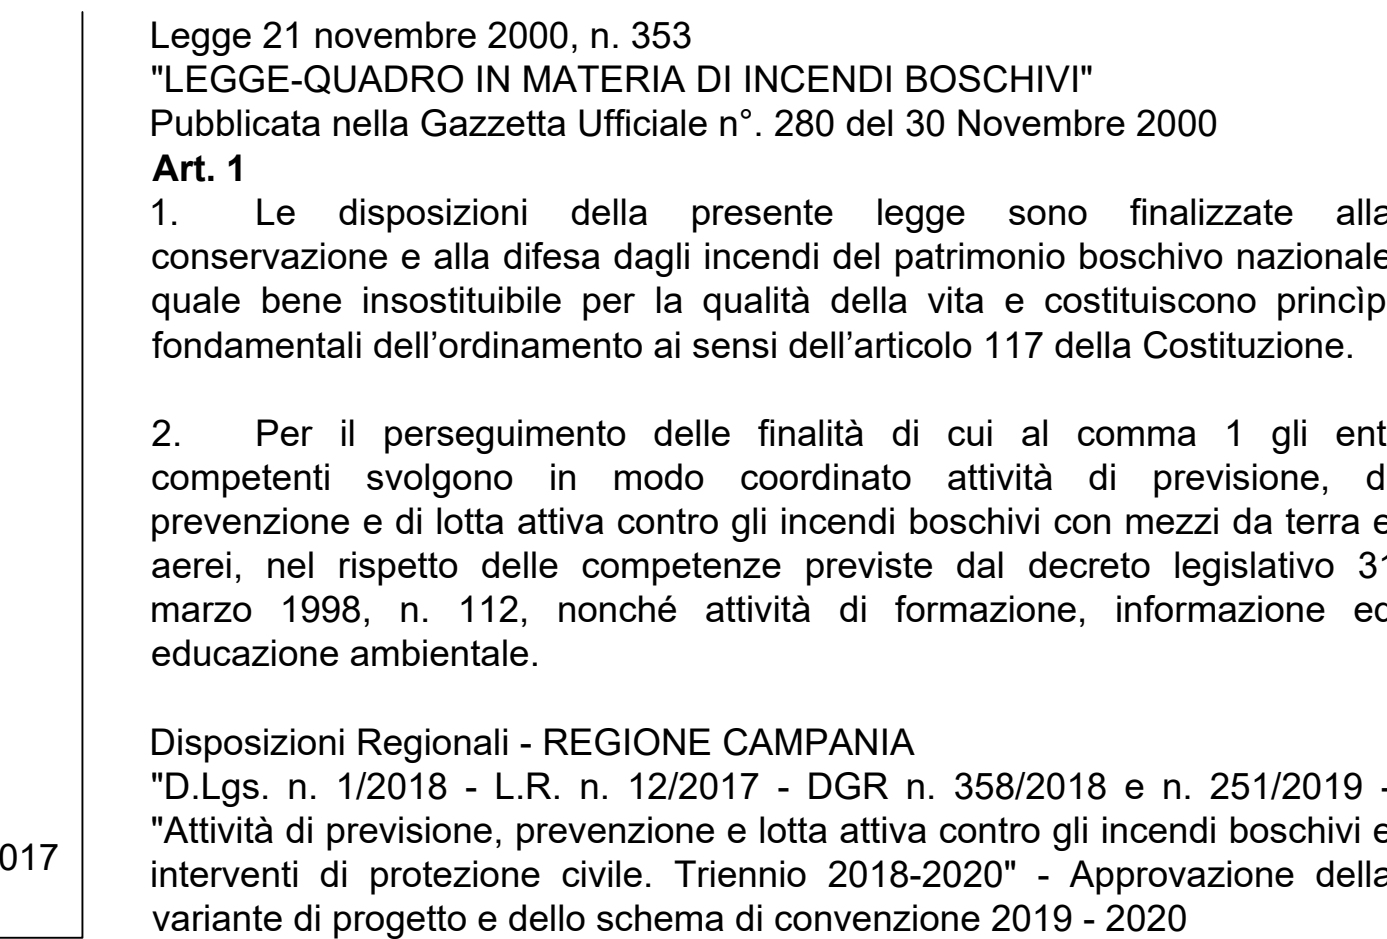 Legge 21 novembre 2000, n. 353
"LEGGE-QUADRO IN MATERIA DI INCENDI BOSCHIVI"
Pubblicata nella Gazzetta Ufficiale n°. 280 del 30 Novembre 2000
Art. 1
1. Le disposizioni della presente legge sono finalizzate alla
conservazione e alla difesa dagli incendi del patrimonio boschivo nazionale
quale bene insostituibile per la qualità della vita e costituiscono princìp
fondamentali dell’ordinamento ai sensi dell’articolo 117 della Costituzione.
2. Per il perseguimento delle finalità di cui al comma 1 gli ent
competenti svolgono in modo coordinato attività di previsione, d
prevenzione e di lotta attiva contro gli incendi boschivi con mezzi da terra e
aerei, nel rispetto delle competenze previste dal decreto legislativo 31
marzo 1998, n. 112, nonché attività di formazione, informazione ed
educazione ambientale.
Disposizioni Regionali - REGIONE CAMPANIA
"D.Lgs. n. 1/2018 - L.R. n. 12/2017 - DGR n. 358/2018 e n. 251/2019 -
"Attività di previsione, prevenzione e lotta attiva contro gli incendi boschivi e
017
interventi di protezione civile. Triennio 2018-2020" - Approvazione della
variante di progetto e dello schema di convenzione 2019 - 2020